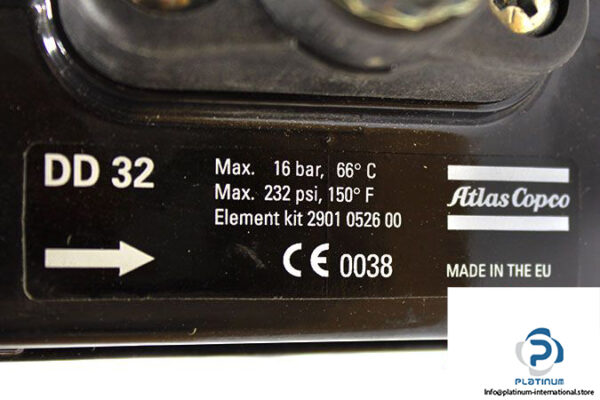 DD 32
Max. 16 bar, 66° C
Max. 232 psi, 150° F
Element kit 2901 0526 00
CE 0038
Atlas Copco
MADE IN THE EU
PLATINUM
Info@platinum-international.store